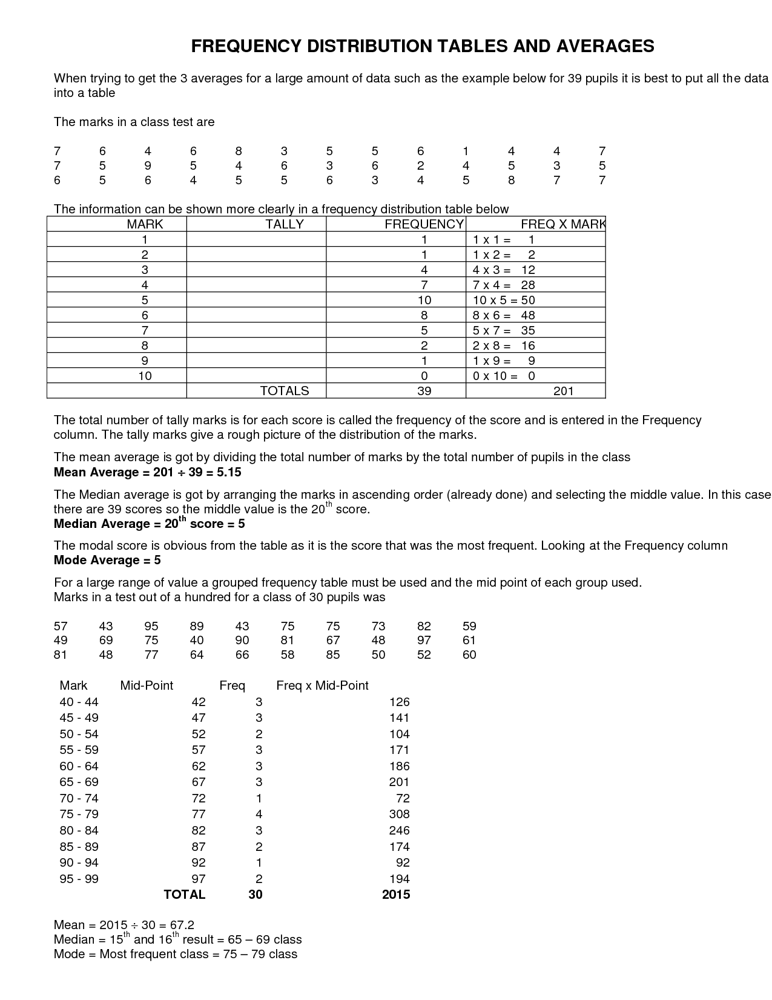 FREQUENCY DISTRIBUTION TABLES AND AVERAGES
When trying to get the 3 averages for a large amount of data such as the example below for 39 pupils it is best to put all the data
into a table
The marks in a class test are
7 6 4 6 8 3 5 5 6 1 4 4 7
7 5 9 5 4 6 3 6 2 4 5 3 5
6 5 6 4 5 5 6 3 4 5 8 7 7
The information can be shown more clearly in a frequency distribution table below
MARK TALLY FREQUENCY FREQ X MARK
1 1 1 x 1 = 1
2 1 1 x 2 = 2
3 4 4 x 3 = 12
4 7 7 x 4 = 28
5 10 10 x 5 = 50
6 8 8 x 6 = 48
7 5 5 x 7 = 35
8 2 2 x 8 = 16
9 1 1 x 9 = 9
10 0 0 x 10 = 0
TOTALS 39 201
The total number of tally marks is for each score is called the frequency of the score and is entered in the Frequency
column. The tally marks give a rough picture of the distribution of the marks.
The mean average is got by dividing the total number of marks by the total number of pupils in the class
Mean Average = 201 ÷ 39 = 5.15
The Median average is got by arranging the marks in ascending order (already done) and selecting the middle value. In this case
there are 39 scores so the middle value is the 20th score.
Median Average = 20th score = 5
The modal score is obvious from the table as it is the score that was the most frequent. Looking at the Frequency column
Mode Average = 5
For a large range of value a grouped frequency table must be used and the mid point of each group used.
Marks in a test out of a hundred for a class of 30 pupils was
57 43 95 89 43 75 75 73 82 59
49 69 75 40 90 81 67 48 97 61
81 48 77 64 66 58 85 50 52 60
Mark Mid-Point Freq Freq x Mid-Point
40 - 44 42 3 126
45 - 49 47 3 141
50 - 54 52 2 104
55 - 59 57 3 171
60 - 64 62 3 186
65 - 69 67 3 201
70 - 74 72 1 72
75 - 79 77 4 308
80 - 84 82 3 246
85 - 89 87 2 174
90 - 94 92 1 92
95 - 99 97 2 194
TOTAL 30 2015
Mean = 2015 ÷ 30 = 67.2
Median = 15th and 16th result = 65 – 69 class
Mode = Most frequent class = 75 – 79 class